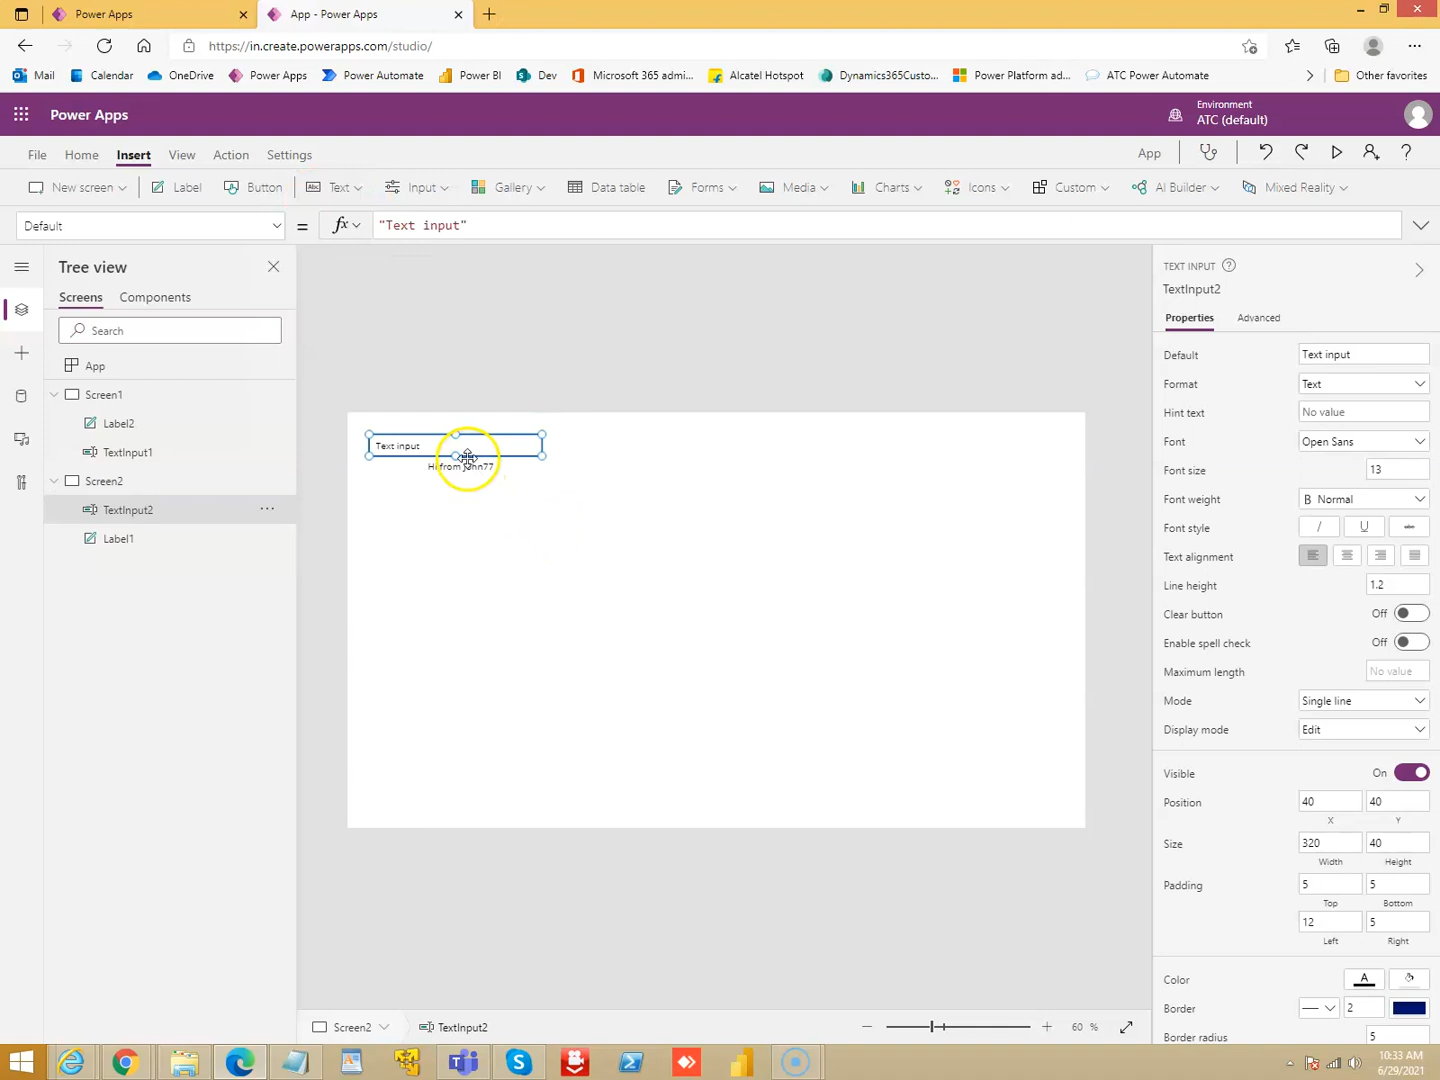 Power Apps
App - Power Apps
https://in.create.powerapps.com/studio/
Mail
Calendar
OneDrive
Power Apps
Power Automate
Power BI
Dev
Microsoft 365 admi...
Alcatel Hotspot
Dynamics365Custo...
Power Platform ad...
ATC Power Automate
Other favorites
Power Apps
Environment
ATC (default)
File
Home
Insert
View
Action
Settings
App
New screen
Label
Button
Text
Input
Gallery
Data table
Forms
Media
Charts
Icons
Custom
AI Builder
Mixed Reality
Default
=
fx
"Text input"
Tree view
Screens
Components
Search
App
Screen1
Label2
TextInput1
Screen2
TextInput2
Label1
Text input
Hi from
TEXT INPUT
TextInput2
Properties
Advanced
Default
Text input
Format
Text
Hint text
No value
Font
Open Sans
Font size
13
Font weight
B Normal
Font style
/ U abc
Text alignment
Line height
1.2
Clear button
Off
Enable spell check
Off
Maximum length
No value
Mode
Single line
Display mode
Edit
Visible
On
Position
40 40
X Y
Size
320 40
Width Height
Padding
5 5
Top Bottom
12 5
Left Right
Color
A
Border
2
Border radius
5
Screen2
TextInput2
60 %
10:33 AM
6/29/2021